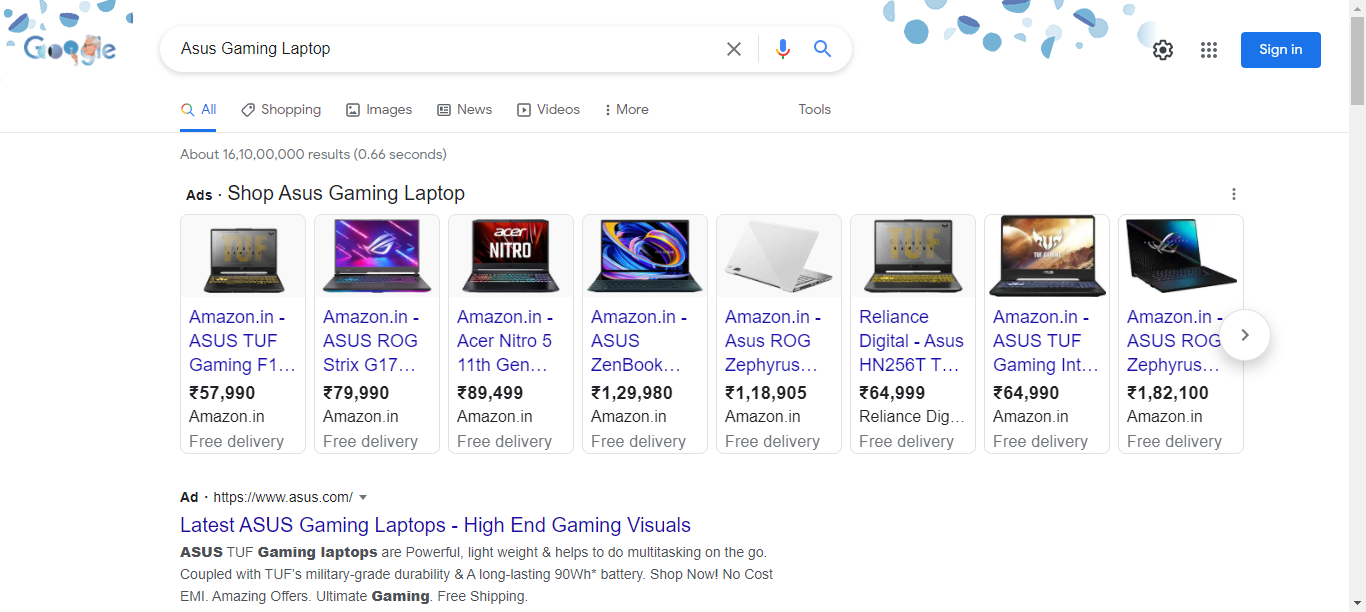 Google
Asus Gaming Laptop
Sign in
All
Shopping
Images
News
Videos
More
Tools
About 16,10,00,000 results (0.66 seconds)
Ads · Shop Asus Gaming Laptop
TUF
Amazon.in -
ASUS TUF
Gaming F1...
₹57,990
Amazon.in
Free delivery
Amazon.in -
ASUS ROG
Strix G17...
₹79,990
Amazon.in
Free delivery
acer
NITRO
Amazon.in -
Acer Nitro 5
11th Gen...
₹89,499
Amazon.in
Free delivery
Amazon.in -
ASUS
ZenBook...
₹1,29,980
Amazon.in
Free delivery
Amazon.in -
Asus ROG
Zephyrus...
₹1,18,905
Amazon.in
Free delivery
TUF
Reliance
Digital - Asus
HN256T T...
₹64,999
Reliance Dig...
Free delivery
TUF GAMING
Amazon.in -
ASUS TUF
Gaming Int...
₹64,990
Amazon.in
Free delivery
Amazon.in -
ASUS ROG
Zephyrus...
₹1,82,100
Amazon.in
Free delivery
Ad · https://www.asus.com/
Latest ASUS Gaming Laptops - High End Gaming Visuals
ASUS TUF Gaming laptops are Powerful, light weight & helps to do multitasking on the go.
Coupled with TUF's military-grade durability & A long-lasting 90Wh* battery. Shop Now! No Cost
EMI. Amazing Offers. Ultimate Gaming. Free Shipping.